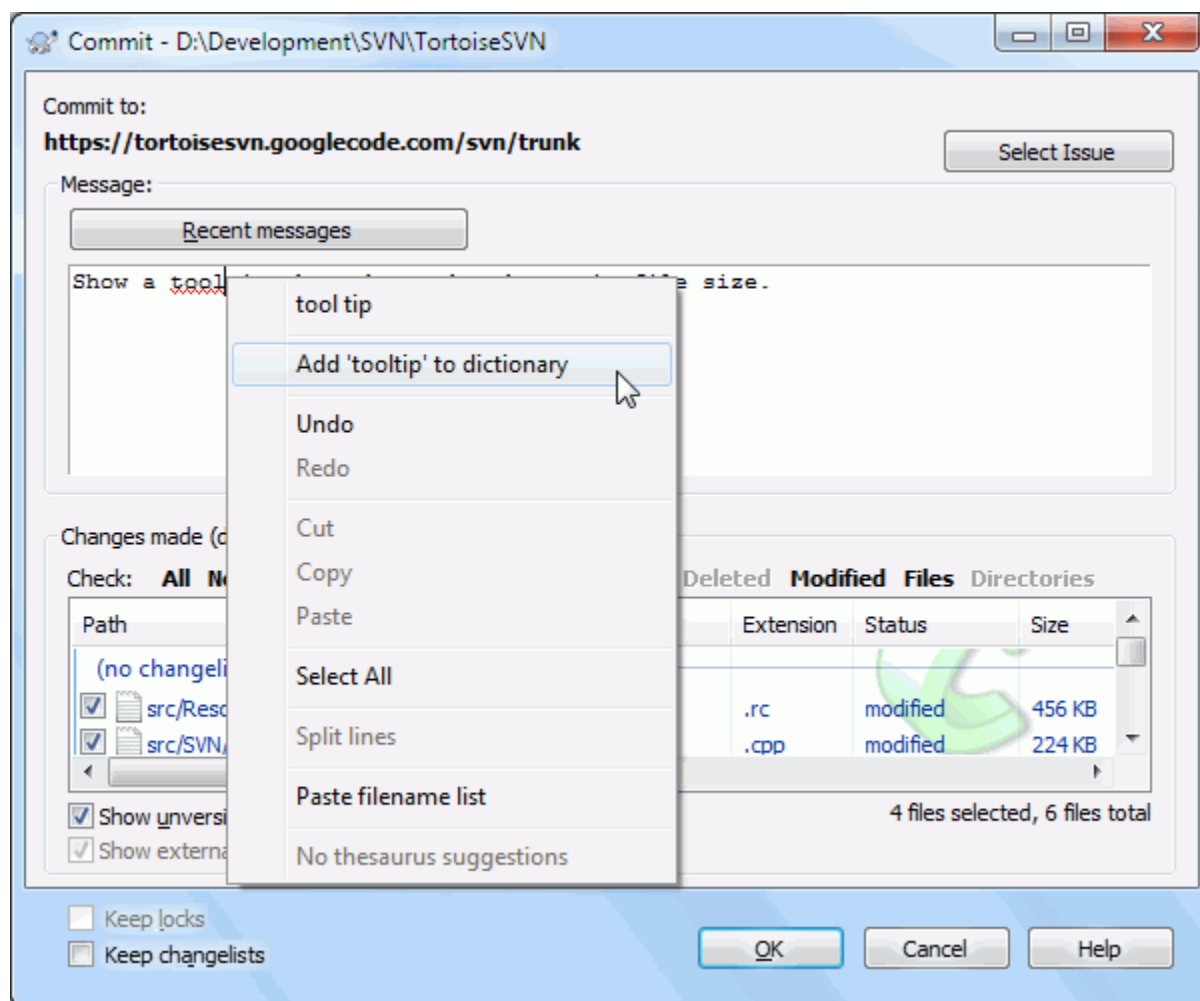 Commit - D:\Development\SVN\TortoiseSVN
Commit to:
https://tortoisesvn.googlecode.com/svn/trunk
Select Issue
Message:
Recent messages
Show a tool size.
tool tip
Add 'tooltip' to dictionary
Undo
Redo
Cut
Copy
Paste
Select All
Split lines
Paste filename list
No thesaurus suggestions
Changes made (d
Check: All Deleted Modified Files Directories
Path Extension Status Size
(no changeli
src/Reso .rc modified 456 KB
src/SVN/ .cpp modified 224 KB
Show unversi
4 files selected, 6 files total
Show externa
Keep locks
Keep changelists
OK Cancel Help